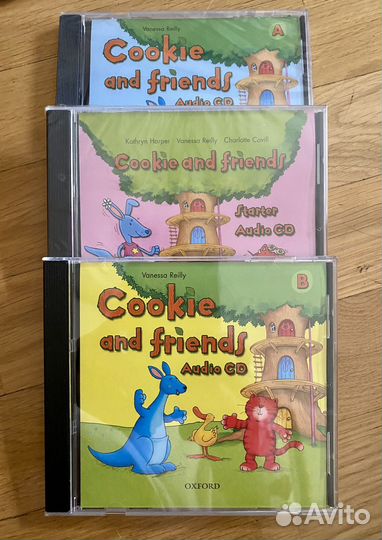 Vanessa Reilly
A
Cookie
and friends
Audio CD
Kathryn Harper Vanessa Reilly Charlotte Covill
Cookie and friends
Starter
Audio CD
Vanessa Reilly
B
Cookie
and friends
Audio CD
OXFORD
Avito